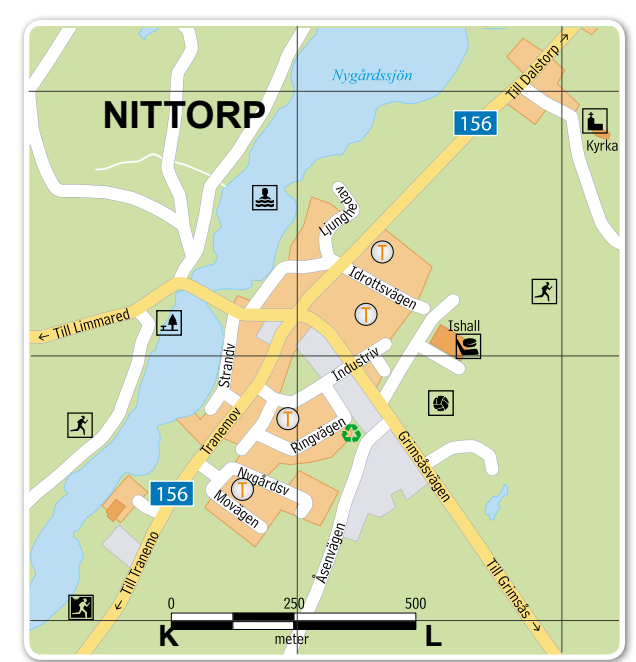 Nygårdssjön
Till Dalstorp
NITTORP
156
Kyrka
Ljunghedav
Idrottsvägen
T
T
← Till Limmared
Ishall
Strandv
Industriv
Tranemov
T
Ringvägen
Grimsåsvägen
Nygårdsv
T
156
Movägen
Åsenvägen
Till Tranemo
Till Grimsås
0 250 500
K meter L